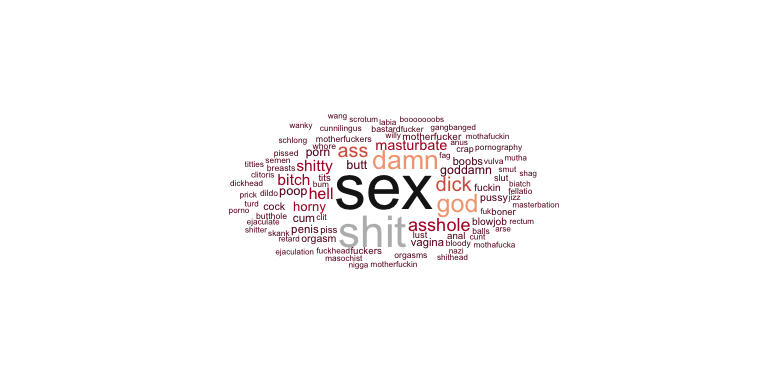 wang scrotum labia booooooobs
wanky cunnilingus bastardfucker gangbanged
schlong motherfuckers willy motherfucker mothafuckin
whore masturbate anus
pissed porn ass damn fag crap pornography
semen titties shitty butt boobs vulva mutha
breasts goddamn smut
clitoris tits shag
dickhead bitch bum sex dick slut biatch
prick dildo poop hell fuckin fellatio
turd pussy jizz
porno cock horny god fuk boner masterbation
butthole cum clit shit blowjob rectum
ejaculate asshole
shitter penis piss balls arse
skank lust anal cunt
retard orgasm vagina bloody mothafucka
ejaculation fuckhead fuckers nazi
masochist orgasms shithead
nigga motherfuckin